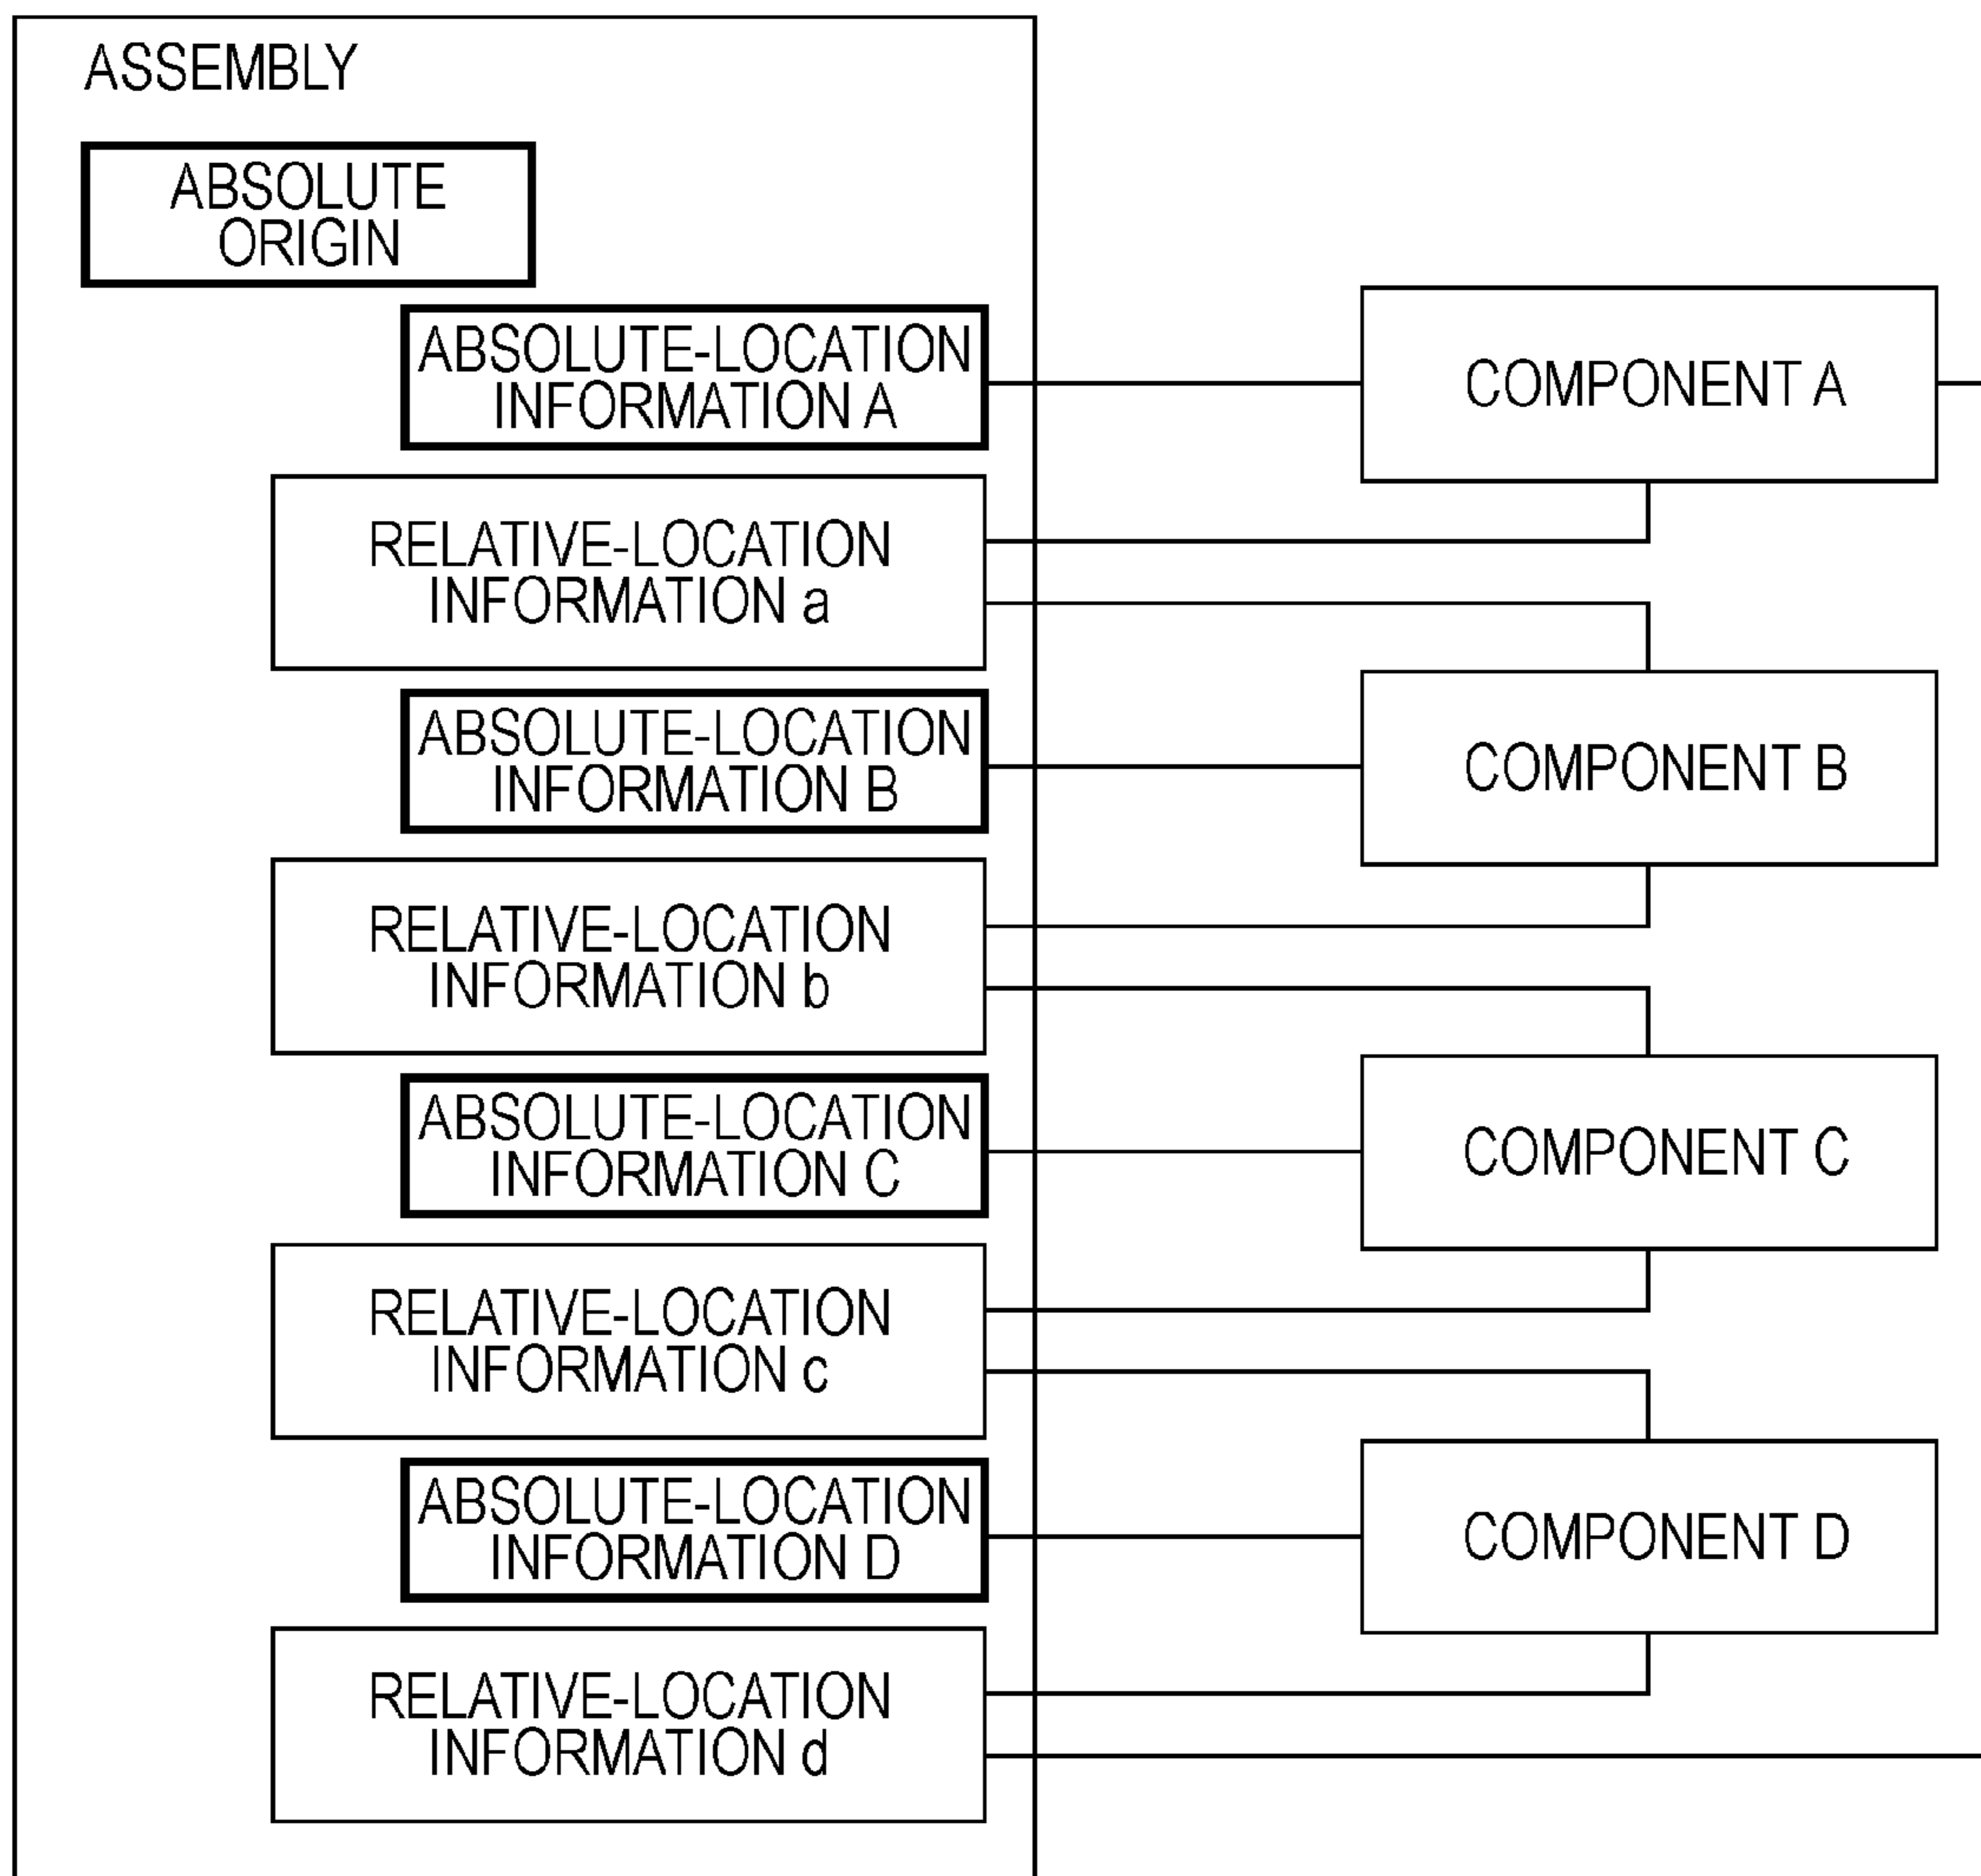 ASSEMBLY
ABSOLUTE
ORIGIN
ABSOLUTE-LOCATION
INFORMATION A
COMPONENT A
RELATIVE-LOCATION
INFORMATION a
ABSOLUTE-LOCATION
INFORMATION B
COMPONENT B
RELATIVE-LOCATION
INFORMATION b
ABSOLUTE-LOCATION
INFORMATION C
COMPONENT C
RELATIVE-LOCATION
INFORMATION c
ABSOLUTE-LOCATION
INFORMATION D
COMPONENT D
RELATIVE-LOCATION
INFORMATION d